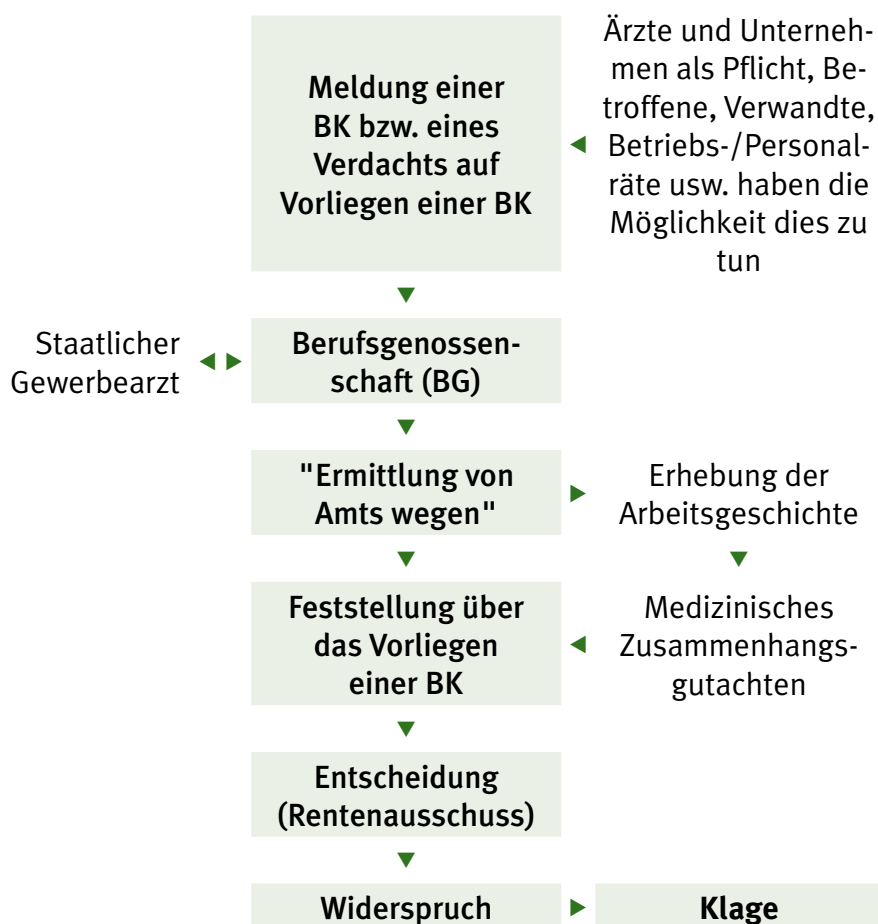 Meldung einer
BK bzw. eines
Verdachts auf
Vorliegen einer BK
Ärzte und Unterneh-
men als Pflicht, Be-
troffene, Verwandte,
Betriebs-/Personal-
räte usw. haben die
Möglichkeit dies zu
tun
Staatlicher
Gewerbearzt
Berufsgenossen-
schaft (BG)
"Ermittlung von
Amts wegen"
Erhebung der
Arbeitsgeschichte
Feststellung über
das Vorliegen
einer BK
Medizinisches
Zusammenhangs-
gutachten
Entscheidung
(Rentenausschuss)
Widerspruch
Klage